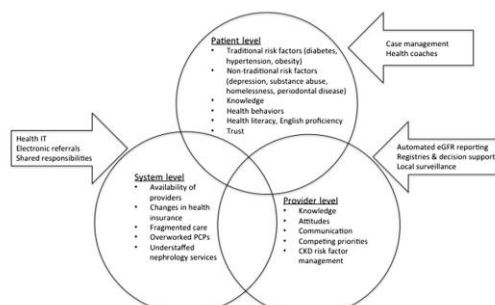 Patient level
• Traditional risk factors (diabetes,
hypertension, obesity)
• Non-traditional risk factors
(depression, substance abuse,
homelessness, periodontal disease)
• Knowledge
• Health behaviors
• Health literacy, English proficiency
• Trust
Case management
Health coaches
Health IT
Electronic referrals
Shared responsibilities
Automated eGFR reporting
Registries & decision support
Local surveillance
System level
• Availability of
providers
• Changes in health
insurance
• Fragmented care
• Overworked PCPs
• Understaffed
nephrology services
Provider level
• Knowledge
• Attitudes
• Communication
• Competing priorities
• CKD risk factor
management